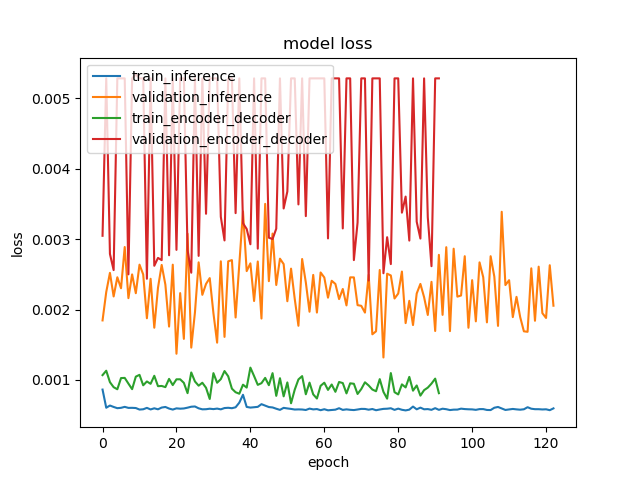 model loss
train_inference
validation_inference
train_encoder_decoder
validation_encoder_decoder
0.005
0.004
0.003
0.002
0.001
loss
0 20 40 60 80 100 120
epoch